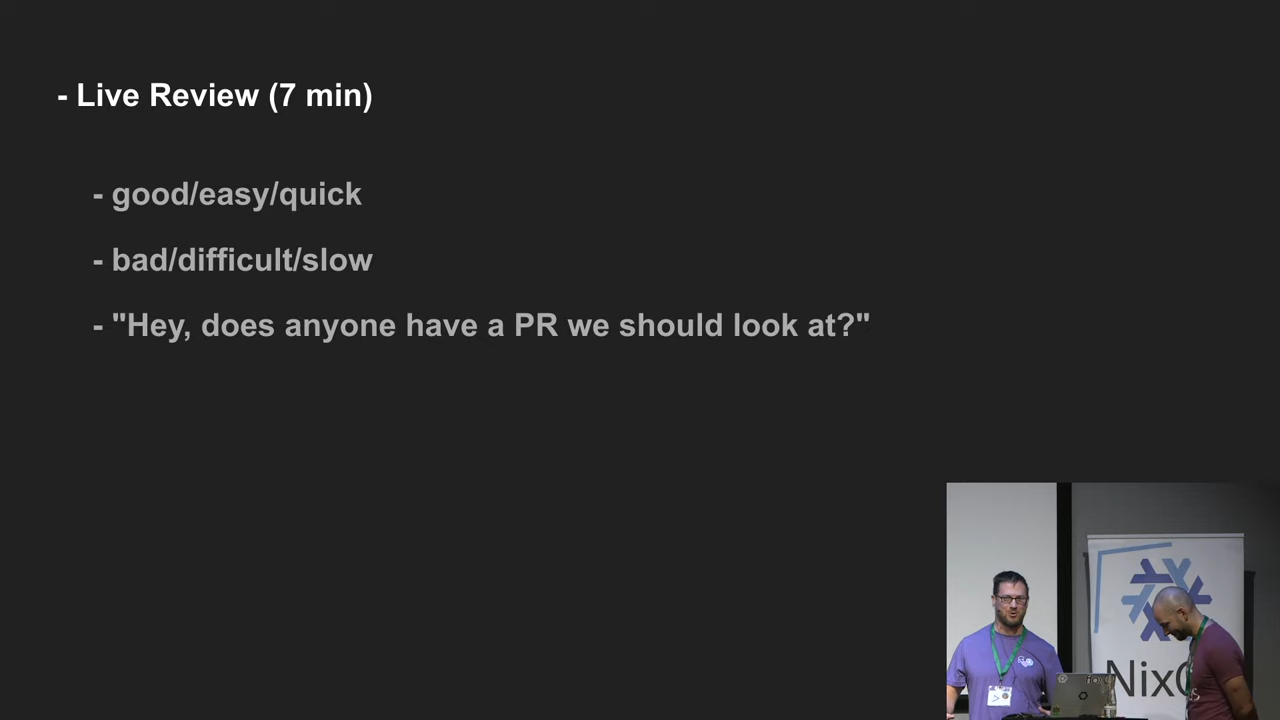 - Live Review (7 min)
- good/easy/quick
- bad/difficult/slow
- "Hey, does anyone have a PR we should look at?"
Nix